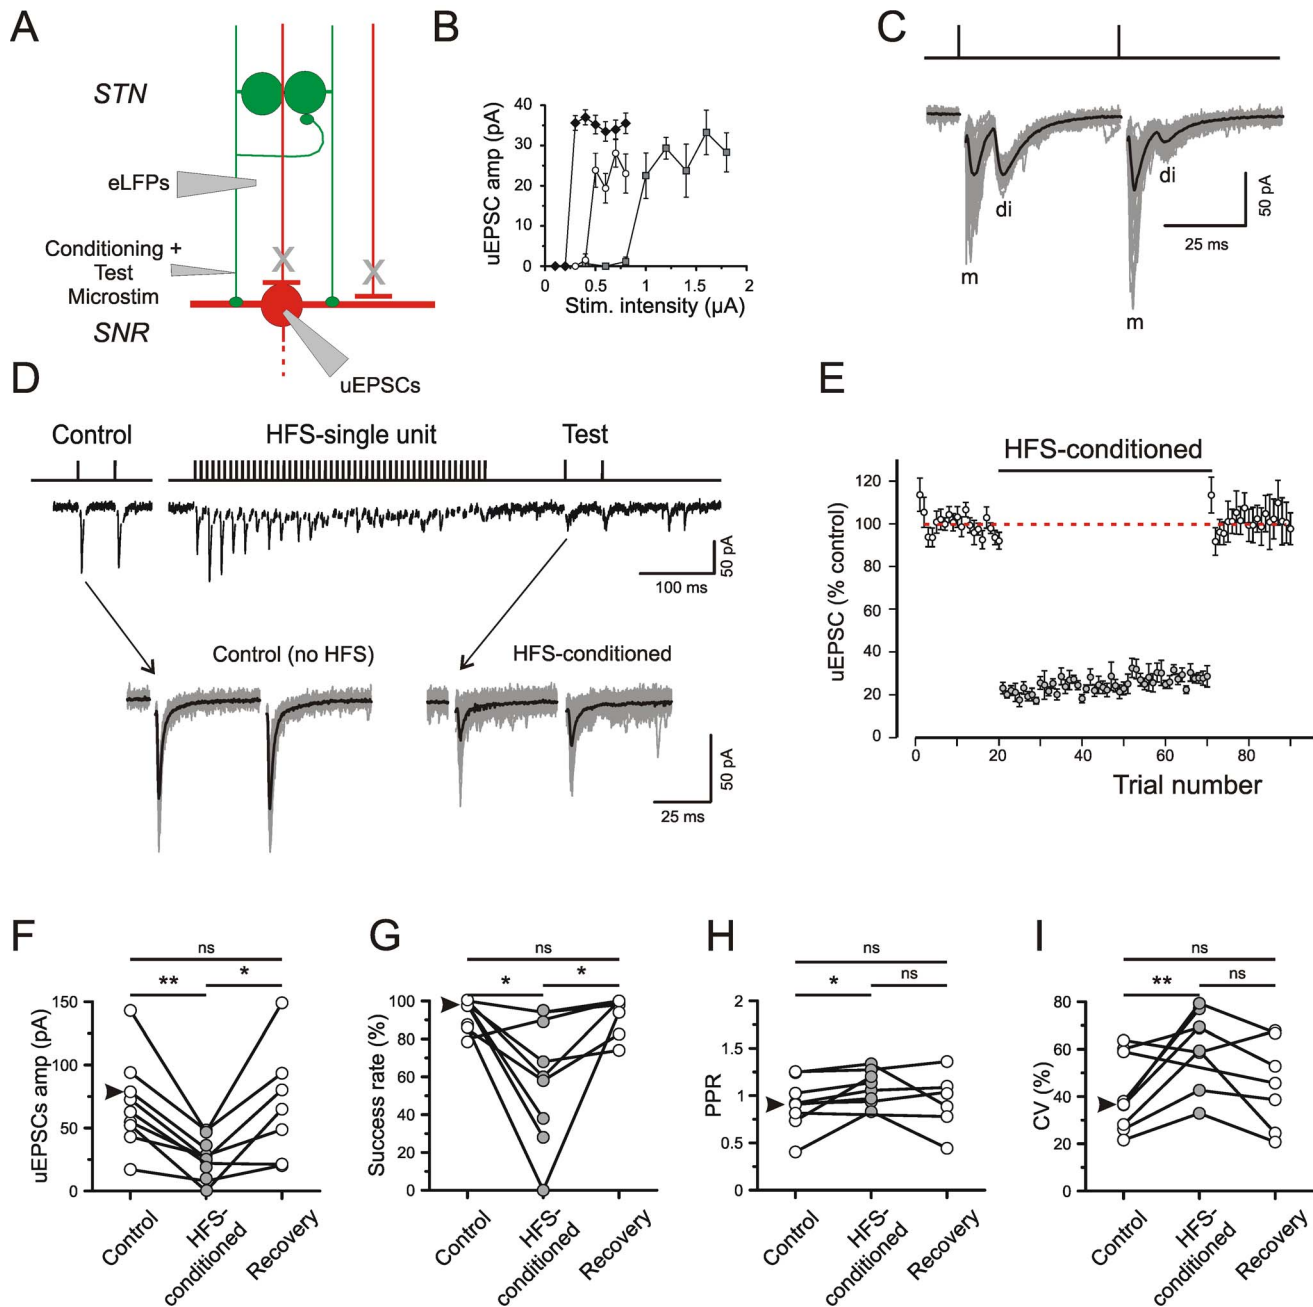 A
STN
eLFPs
Conditioning +
Test
Microstim
SNR
X
X
uEPSCs
B
uEPSC amp (pA)
40
30
20
10
0
0
0.5
1
1.5
2
Stim. intensity (µA)
C
m
di
m
di
50 pA
25 ms
D
Control
HFS-single unit
Test
50 pA
100 ms
Control (no HFS)
HFS-conditioned
50 pA
25 ms
E
HFS-conditioned
uEPSC (% control)
120
100
80
60
40
20
0
0
20
40
60
80
Trial number
F
ns
**
*
uEPSCs amp (pA)
150
100
50
0
Control
HFS-
conditioned
Recovery
G
ns
*
*
Success rate (%)
100
80
60
40
20
0
Control
HFS-
conditioned
Recovery
H
ns
*
ns
PPR
2
1.5
1
0.5
0
Control
HFS-
conditioned
Recovery
I
ns
**
ns
CV (%)
80
60
40
20
0
Control
HFS-
conditioned
Recovery